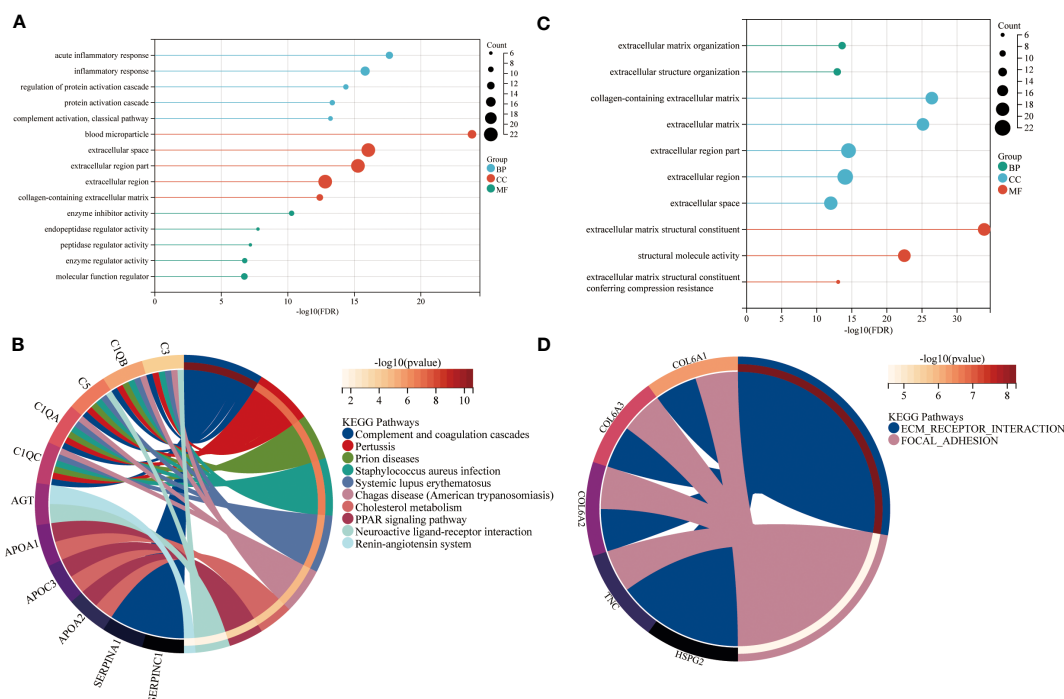 A
acute inflammatory response
inflammatory response
regulation of protein activation cascade
protein activation cascade
complement activation, classical pathway
blood microparticle
extracellular space
extracellular region part
extracellular region
collagen-containing extracellular matrix
enzyme inhibitor activity
endopeptidase regulator activity
peptidase regulator activity
enzyme regulator activity
molecular function regulator
0 5 10 15 20
-log10(FDR)
Count
6
8
10
12
14
16
18
20
22
Group
BP
CC
MF
C
extracellular matrix organization
extracellular structure organization
collagen-containing extracellular matrix
extracellular matrix
extracellular region part
extracellular region
extracellular space
extracellular matrix structural constituent
structural molecule activity
extracellular matrix structural constituent
conferring compression resistance
0 5 10 15 20 25 30
-log10(FDR)
Count
6
8
10
12
14
16
18
20
22
Group
BP
CC
MF
B
C3
C1QB
C5
C1QA
C1QC
AGT
APOA1
APOC3
APOA2
SERPINA1
SERPINC1
-log10(pvalue)
2 4 6 8 10
KEGG Pathways
Complement and coagulation cascades
Pertussis
Prion diseases
Staphylococcus aureus infection
Systemic lupus erythematosus
Chagas disease (American trypanosomiasis)
Cholesterol metabolism
PPAR signaling pathway
Neuroactive ligand-receptor interaction
Renin-angiotensin system
D
COL6A1
COL6A3
COL6A2
TNC
HSPG2
-log10(pvalue)
5 6 7 8
KEGG Pathways
ECM_RECEPTOR_INTERACTION
FOCAL_ADHESION